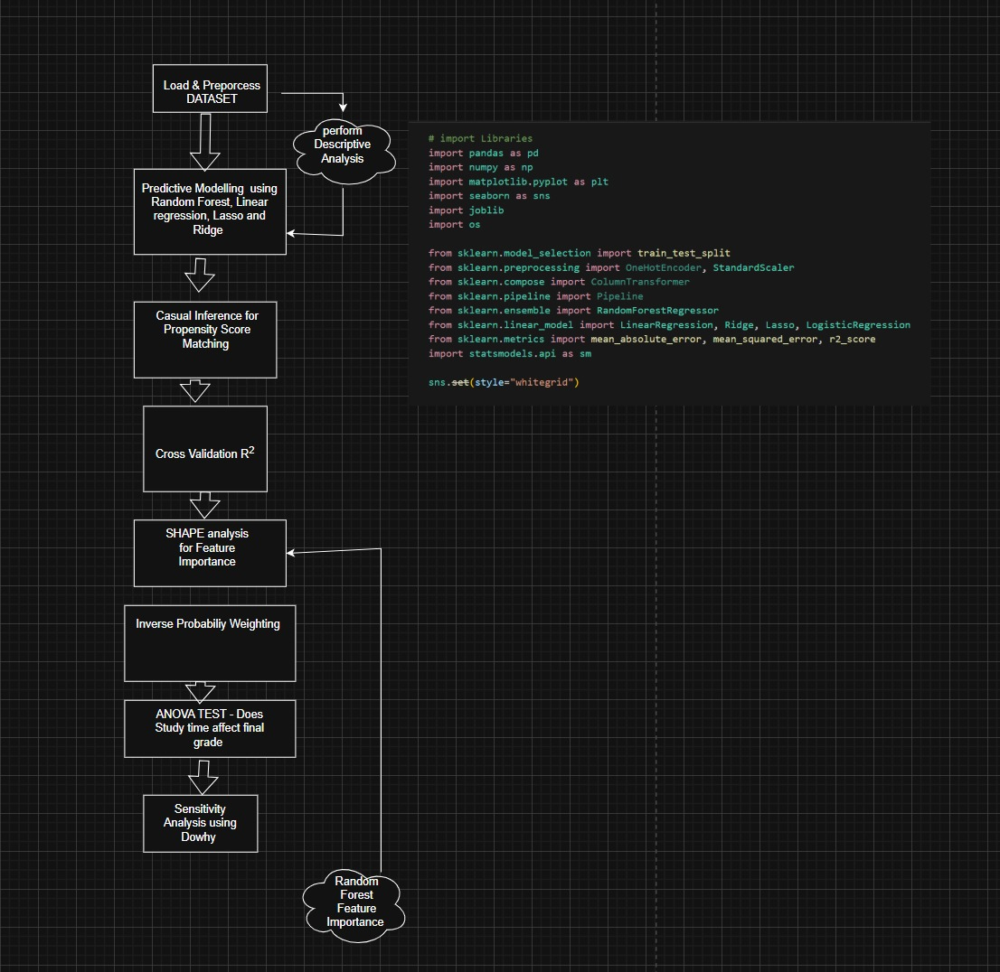 Load & Preporcess
DATASET
perform
Descriptive
Analysis
Predictive Modelling using
Random Forest, Linear
regression, Lasso and
Ridge
Casual Inference for
Propensity Score
Matching
Cross Validation R²
SHAPE analysis
for Feature
Importance
Inverse Probabiliy Weighting
ANOVA TEST - Does
Study time affect final
grade
Sensitivity
Analysis using
Dowhy
Random
Forest
Feature
Importance
# import Libraries
import pandas as pd
import numpy as np
import matplotlib.pyplot as plt
import seaborn as sns
import joblib
import os
from sklearn.model_selection import train_test_split
from sklearn.preprocessing import OneHotEncoder, StandardScaler
from sklearn.compose import ColumnTransformer
from sklearn.pipeline import Pipeline
from sklearn.ensemble import RandomForestRegressor
from sklearn.linear_model import LinearRegression, Ridge, Lasso, LogisticRegression
from sklearn.metrics import mean_absolute_error, mean_squared_error, r2_score
import statsmodels.api as sm
sns.set(style="whitegrid")